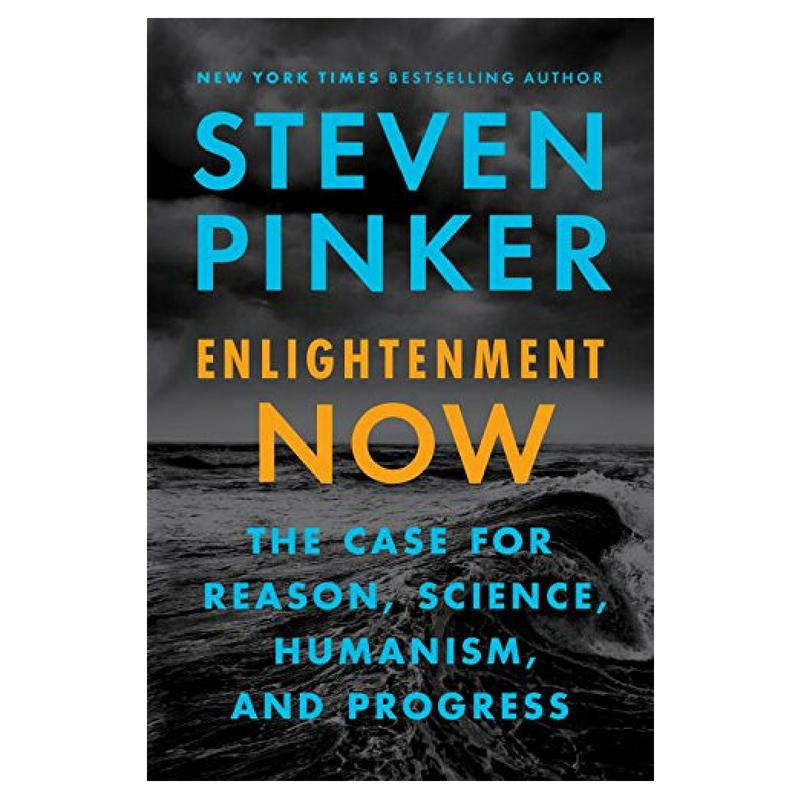 NEW YORK TIMES BESTSELLING AUTHOR
STEVEN
PINKER
ENLIGHTENMENT
NOW
THE CASE FOR
REASON, SCIENCE,
HUMANISM,
AND PROGRESS